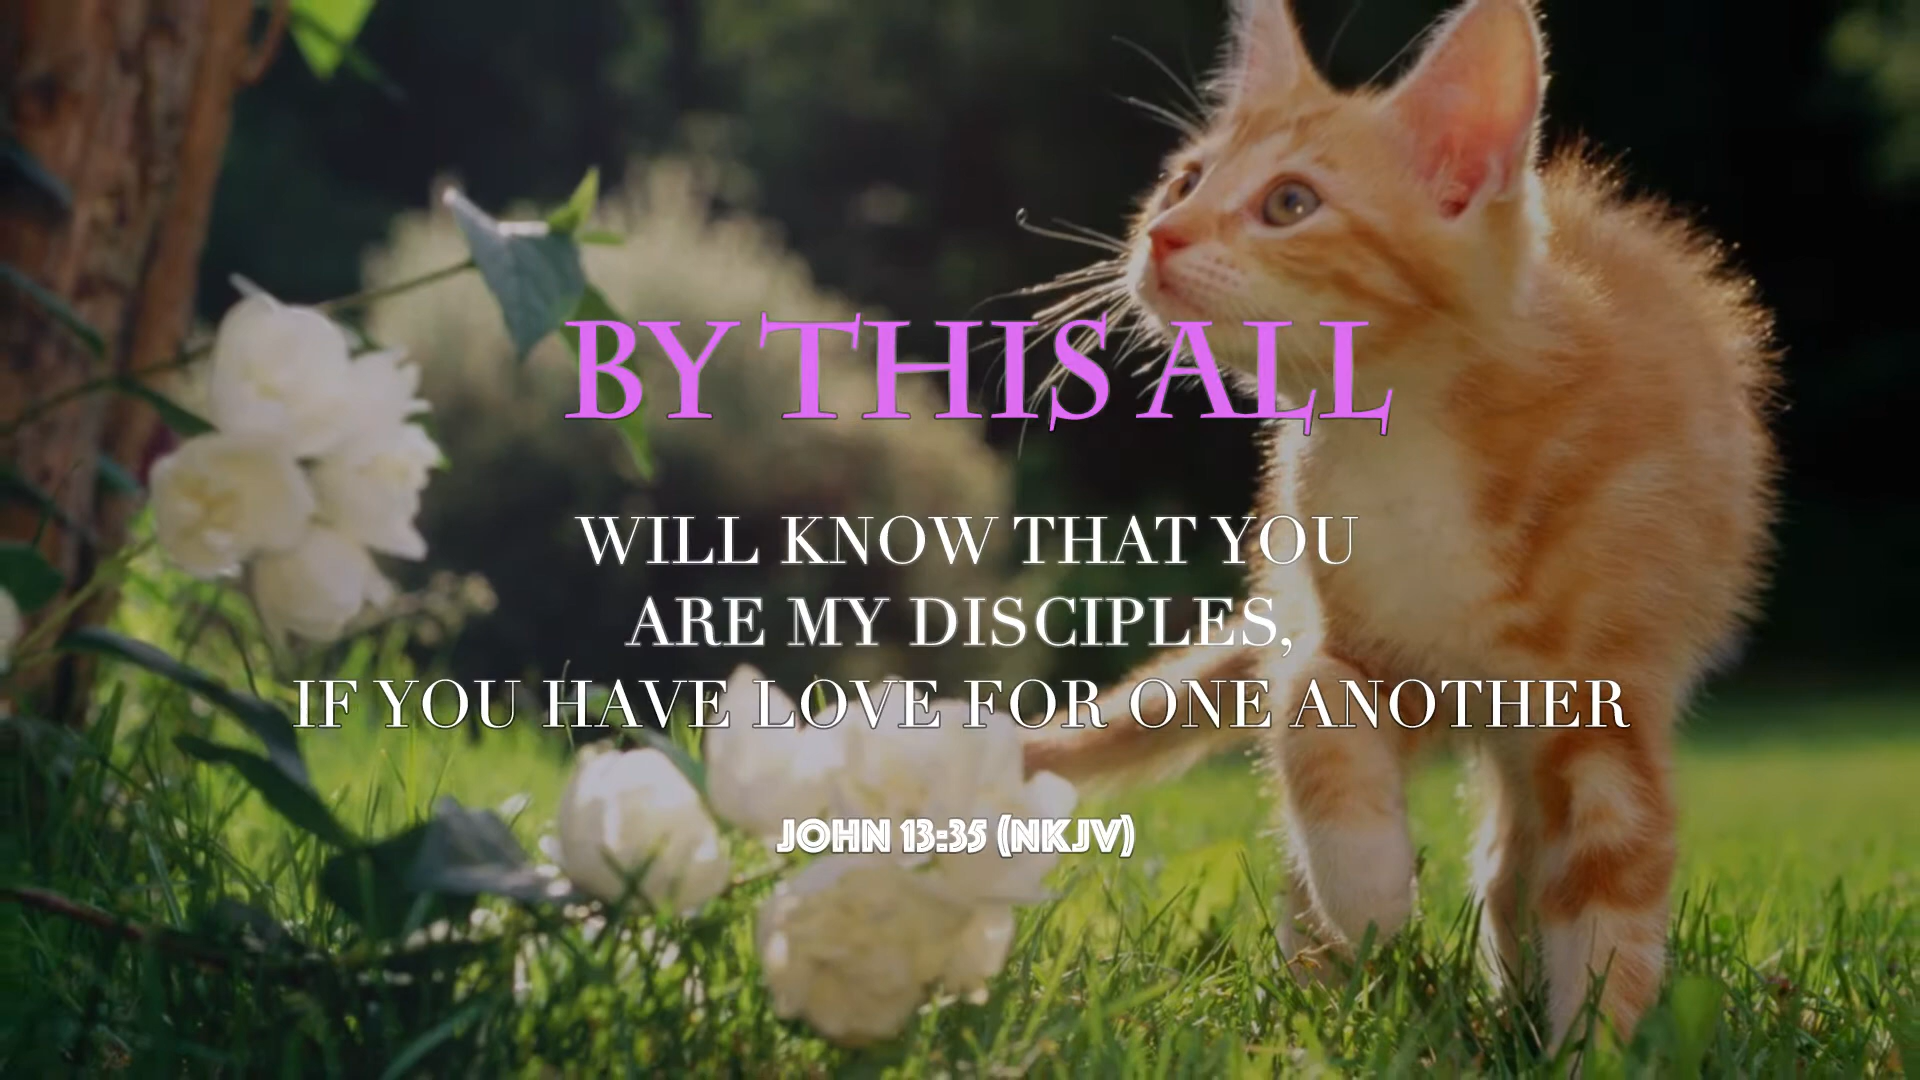 BY THIS ALL
WILL KNOW THAT YOU
ARE MY DISCIPLES,
IF YOU HAVE LOVE FOR ONE ANOTHER
JOHN 13:35 (NKJV)